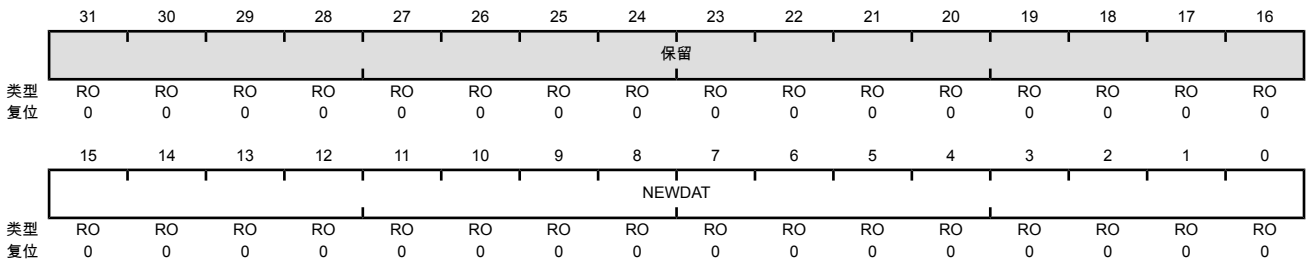 31 30 29 28 27 26 25 24 23 22 21 20 19 18 17 16
保留
类型 RO RO RO RO RO RO RO RO RO RO RO RO RO RO RO RO
复位 0 0 0 0 0 0 0 0 0 0 0 0 0 0 0 0
15 14 13 12 11 10 9 8 7 6 5 4 3 2 1 0
NEWDAT
类型 RO RO RO RO RO RO RO RO RO RO RO RO RO RO RO RO
复位 0 0 0 0 0 0 0 0 0 0 0 0 0 0 0 0